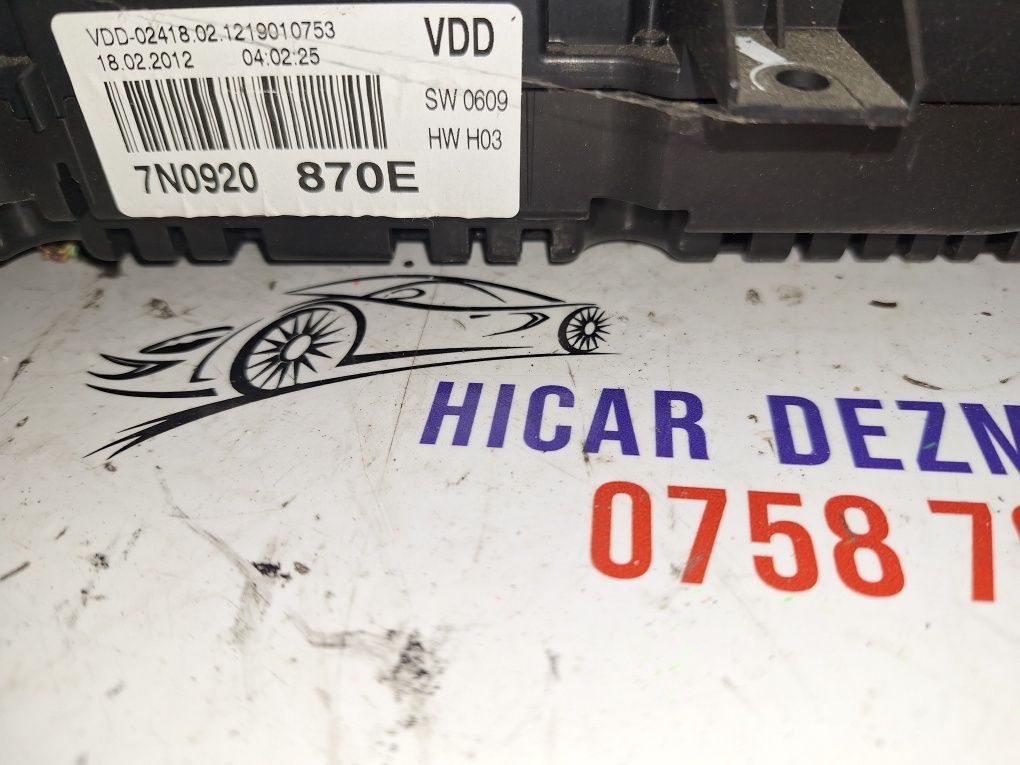 VDD-02418.02.1219010753
18.02.2012 04:02:25
VDD
SW 0609
HW H03
7N0920 870E
HICAR DEZN
0758 7